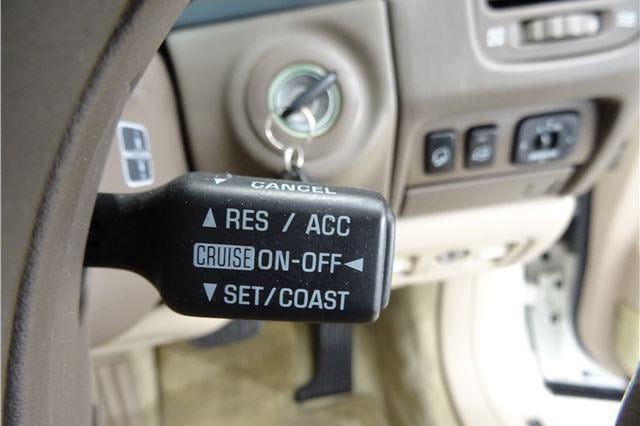 CANCEL
▲ RES / ACC
CRUISE ON-OFF ◄
▼ SET/COAST